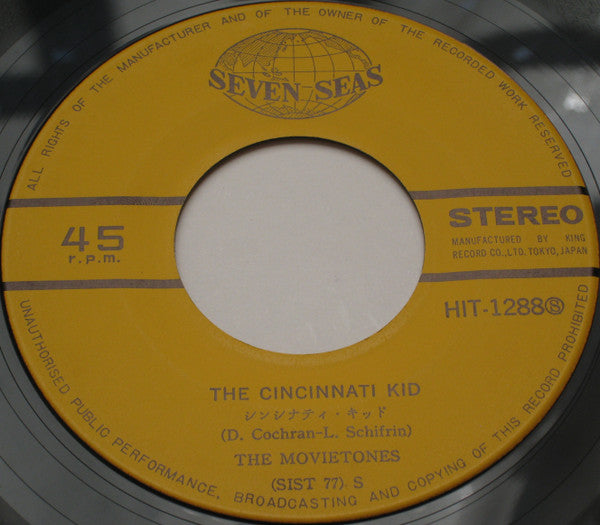 ALL RIGHTS OF THE MANUFACTURER AND OF THE OWNER OF THE RECORDED WORK RESERVED
SEVEN SEAS
45
r.p.m.
STEREO
MANUFACTURED BY KING
RECORD CO., LTD. TOKYO, JAPAN
HIT-1288Ⓢ
THE CINCINNATI KID
シンシナティ・キッド
(D. Cochran-L. Schifrin)
THE MOVIETONES
(SIST 77) S
UNAUTHORISED PUBLIC PERFORMANCE, BROADCASTING AND COPYING OF THIS RECORD PROHIBITED